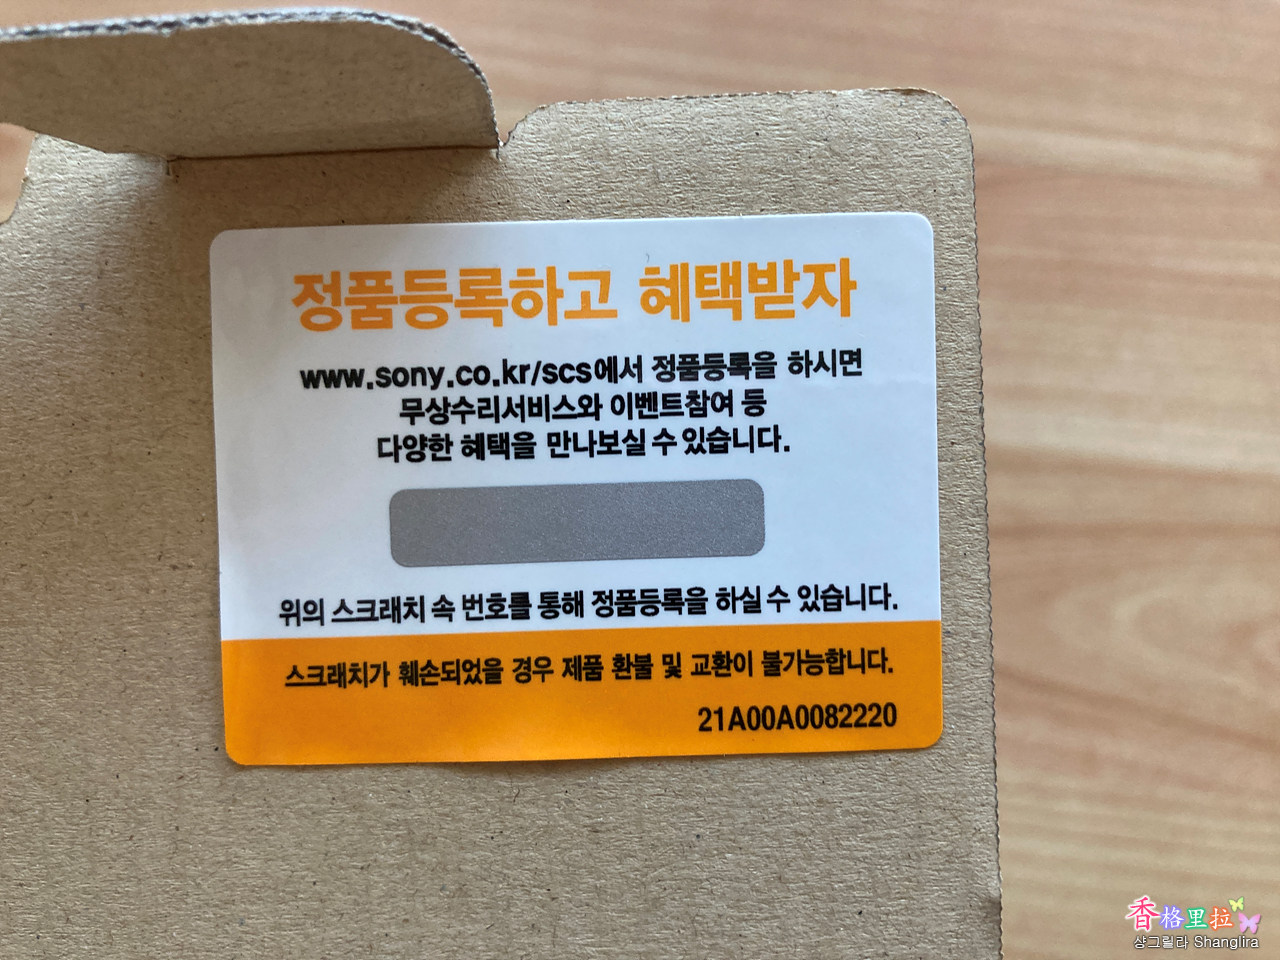 정품등록하고 혜택받자
www.sony.co.kr/scs에서 정품등록을 하시면
무상수리서비스와 이벤트참여 등
다양한 혜택을 만나보실 수 있습니다.
위의 스크래치 속 번호를 통해 정품등록을 하실 수 있습니다.
스크래치가 훼손되었을 경우 제품 환불 및 교환이 불가능합니다.
21A00A0082220
香格里拉
샹그릴라 Shanglira